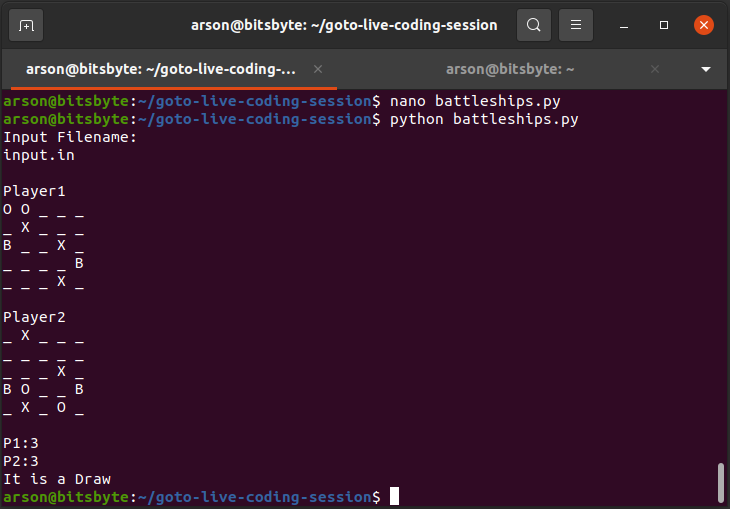 arson@bitsbyte: ~/goto-live-coding-session
arson@bitsbyte: ~/goto-live-coding-... × arson@bitsbyte: ~ ×
arson@bitsbyte:~/goto-live-coding-session$ nano battleships.py
arson@bitsbyte:~/goto-live-coding-session$ python battleships.py
Input Filename:
input.in
Player1
O O _ _ _
_ X _ _ _
B _ _ X _
_ _ _ _ B
_ _ _ X _
Player2
_ X _ _ _
_ _ _ _ _
_ _ _ X _
B O _ _ B
_ X _ O _
P1:3
P2:3
It is a Draw
arson@bitsbyte:~/goto-live-coding-session$